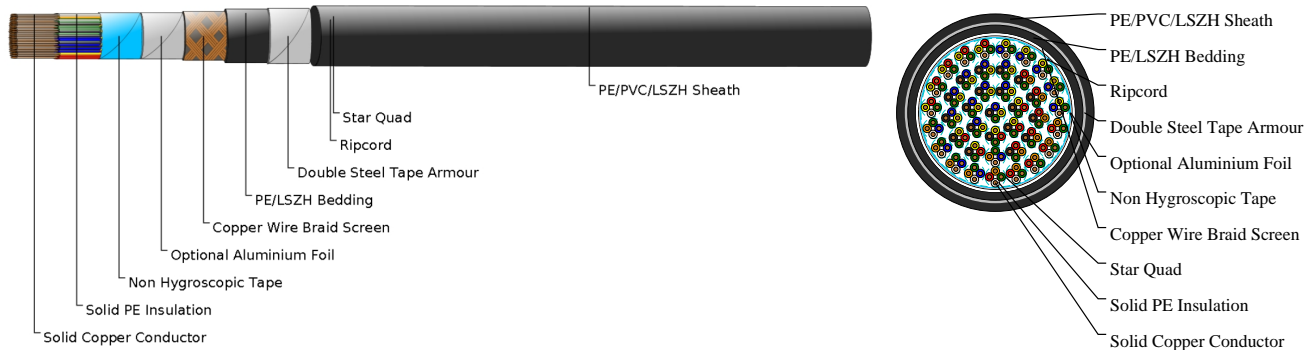 PE/PVC/LSZH Sheath
Star Quad
Ripcord
Double Steel Tape Armour
PE/LSZH Bedding
Copper Wire Braid Screen
Optional Aluminium Foil
Non Hygroscopic Tape
Solid PE Insulation
Solid Copper Conductor
PE/PVC/LSZH Sheath
PE/LSZH Bedding
Ripcord
Double Steel Tape Armour
Optional Aluminium Foil
Non Hygroscopic Tape
Copper Wire Braid Screen
Star Quad
Solid PE Insulation
Solid Copper Conductor